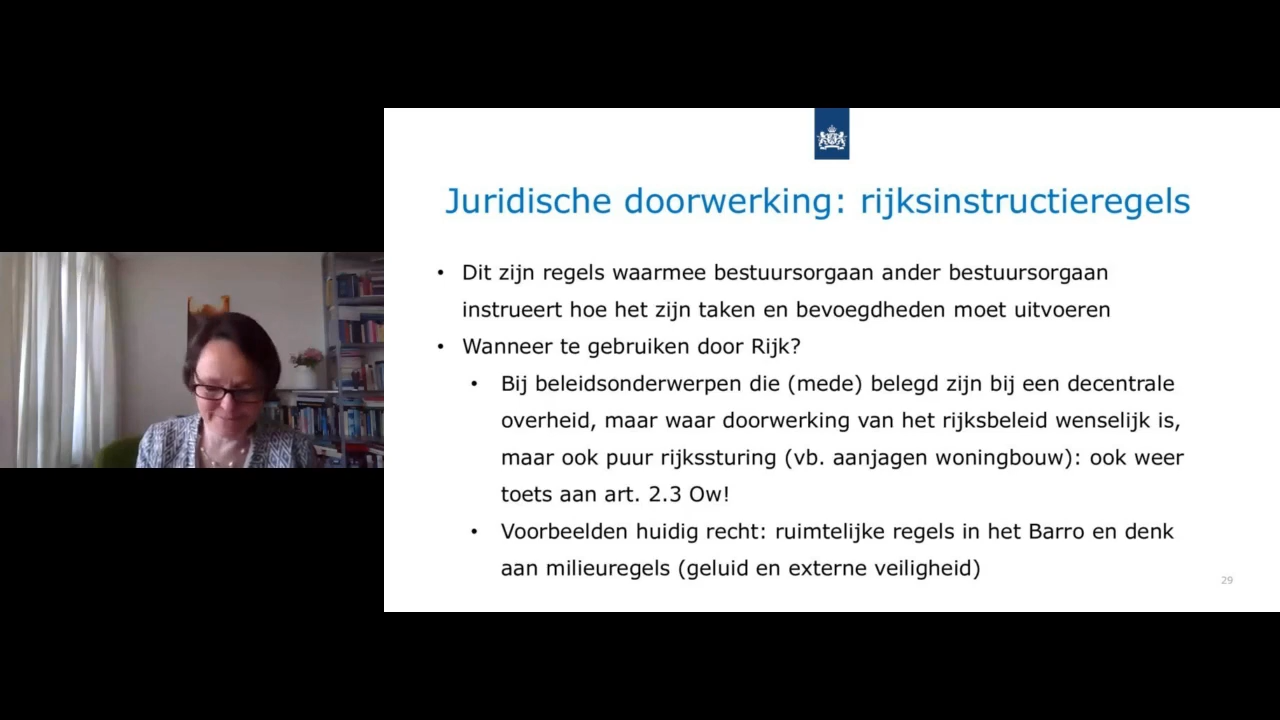 Juridische doorwerking: rijksinstructieregels
• Dit zijn regels waarmee bestuursorgaan ander bestuursorgaan
instrueert hoe het zijn taken en bevoegdheden moet uitvoeren
• Wanneer te gebruiken door Rijk?
• Bij beleidsonderwerpen die (mede) belegd zijn bij een decentrale
overheid, maar waar doorwerking van het rijksbeleid wenselijk is,
maar ook puur rijkssturing (vb. aanjagen woningbouw): ook weer
toets aan art. 2.3 Ow!
• Voorbeelden huidig recht: ruimtelijke regels in het Barro en denk
aan milieuregels (geluid en externe veiligheid)
29